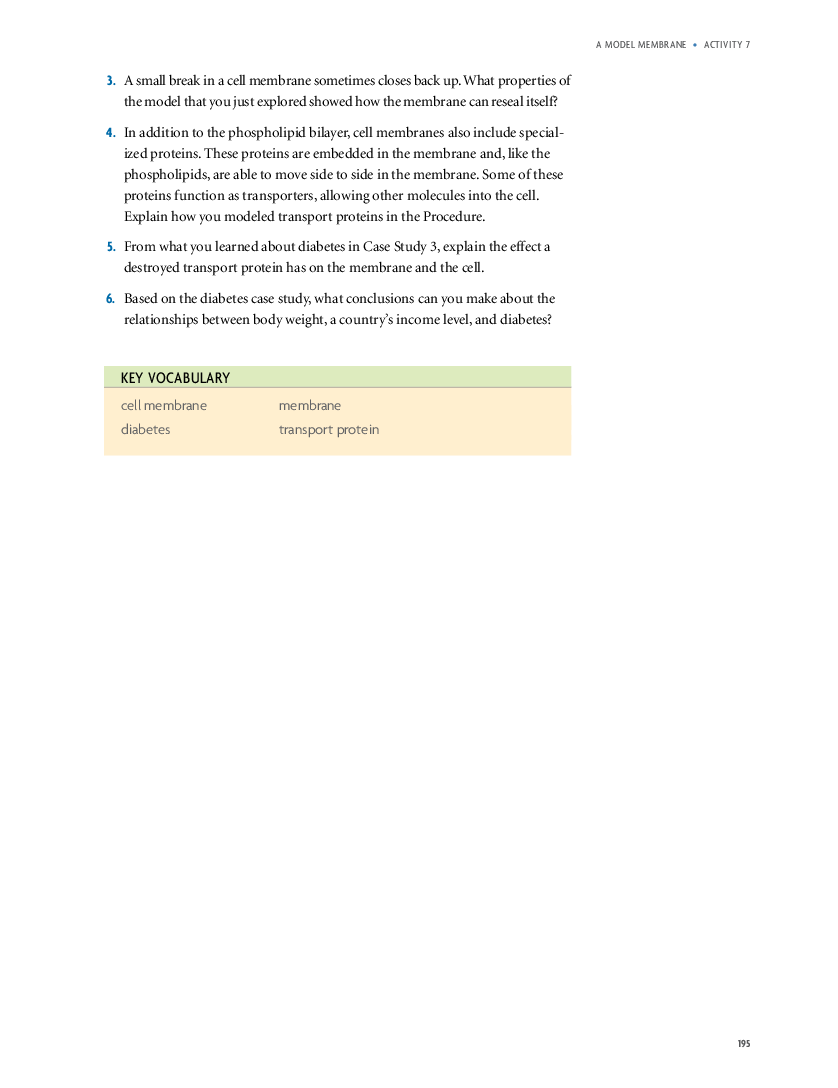 A MODEL MEMBRANE • ACTIVITY 7
3. A small break in a cell membrane sometimes closes back up. What properties of
the model that you just explored showed how the membrane can reseal itself?
4. In addition to the phospholipid bilayer, cell membranes also include special-
ized proteins. These proteins are embedded in the membrane and, like the
phospholipids, are able to move side to side in the membrane. Some of these
proteins function as transporters, allowing other molecules into the cell.
Explain how you modeled transport proteins in the Procedure.
5. From what you learned about diabetes in Case Study 3, explain the effect a
destroyed transport protein has on the membrane and the cell.
6. Based on the diabetes case study, what conclusions can you make about the
relationships between body weight, a country's income level, and diabetes?
KEY VOCABULARY
cell membrane membrane
diabetes transport protein
195